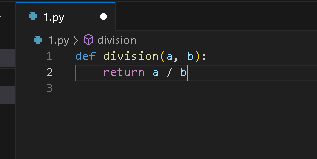 1.py
1.py > division
1 def division(a, b):
2     return a / b
3